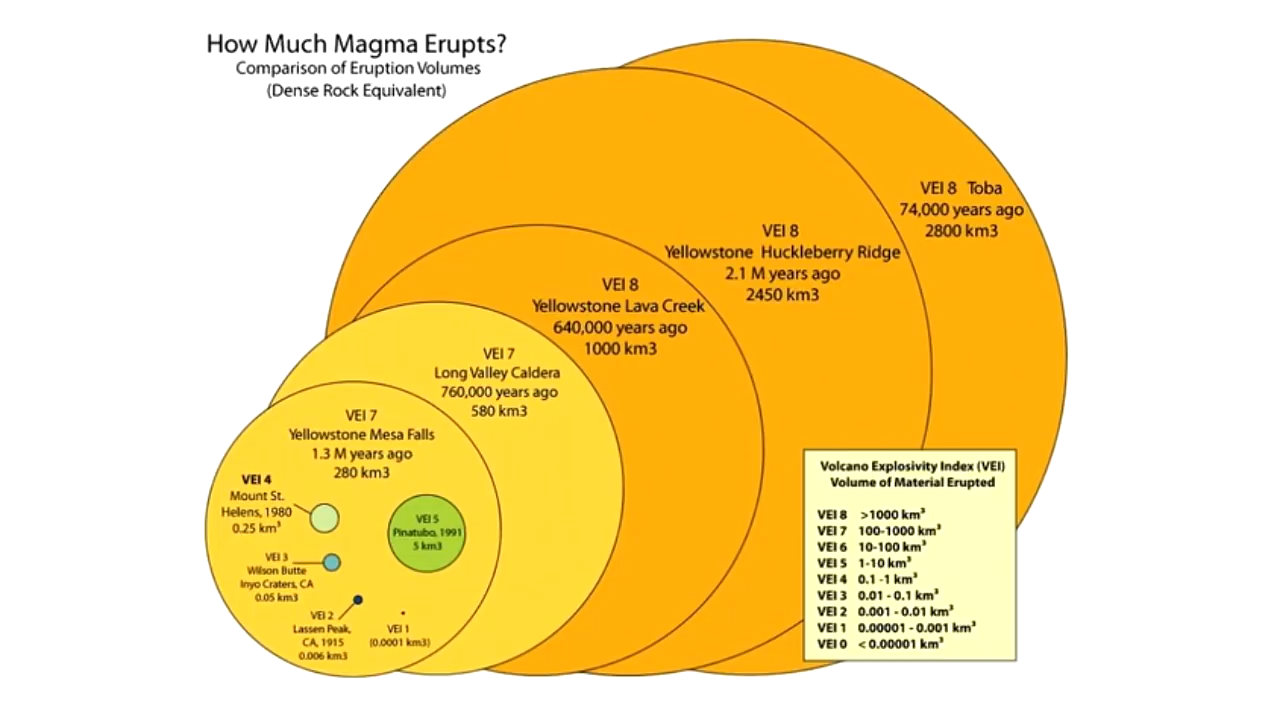 How Much Magma Erupts?
Comparison of Eruption Volumes
(Dense Rock Equivalent)
VEI 8 Toba
74,000 years ago
2800 km3
VEI 8
Yellowstone Huckleberry Ridge
2.1 M years ago
2450 km3
VEI 8
Yellowstone Lava Creek
640,000 years ago
1000 km3
VEI 7
Long Valley Caldera
760,000 years ago
580 km3
VEI 7
Yellowstone Mesa Falls
1.3 M years ago
280 km3
VEI 4
Mount St.
Helens, 1980
0.25 km³
VEI 5
Pinatubo, 1991
5 km3
VEI 3
Wilson Butte
Inyo Craters, CA
0.05 km3
VEI 2
Lassen Peak,
CA, 1915
0.006 km3
VEI 1
(0.0001 km3)
Volcano Explosivity Index (VEI)
Volume of Material Erupted
VEI 8 >1000 km³
VEI 7 100-1000 km³
VEI 6 10-100 km³
VEI 5 1-10 km³
VEI 4 0.1 -1 km³
VEI 3 0.01 - 0.1 km³
VEI 2 0.001 - 0.01 km³
VEI 1 0.00001 - 0.001 km³
VEI 0 < 0.00001 km³